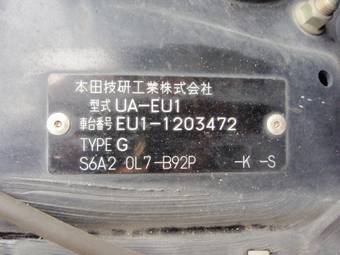 本田技研工業株式会社
型式 UA-EU1
車台番号 EU1-1203472
TYPE G
S6A2 0L7-B92P -K -S